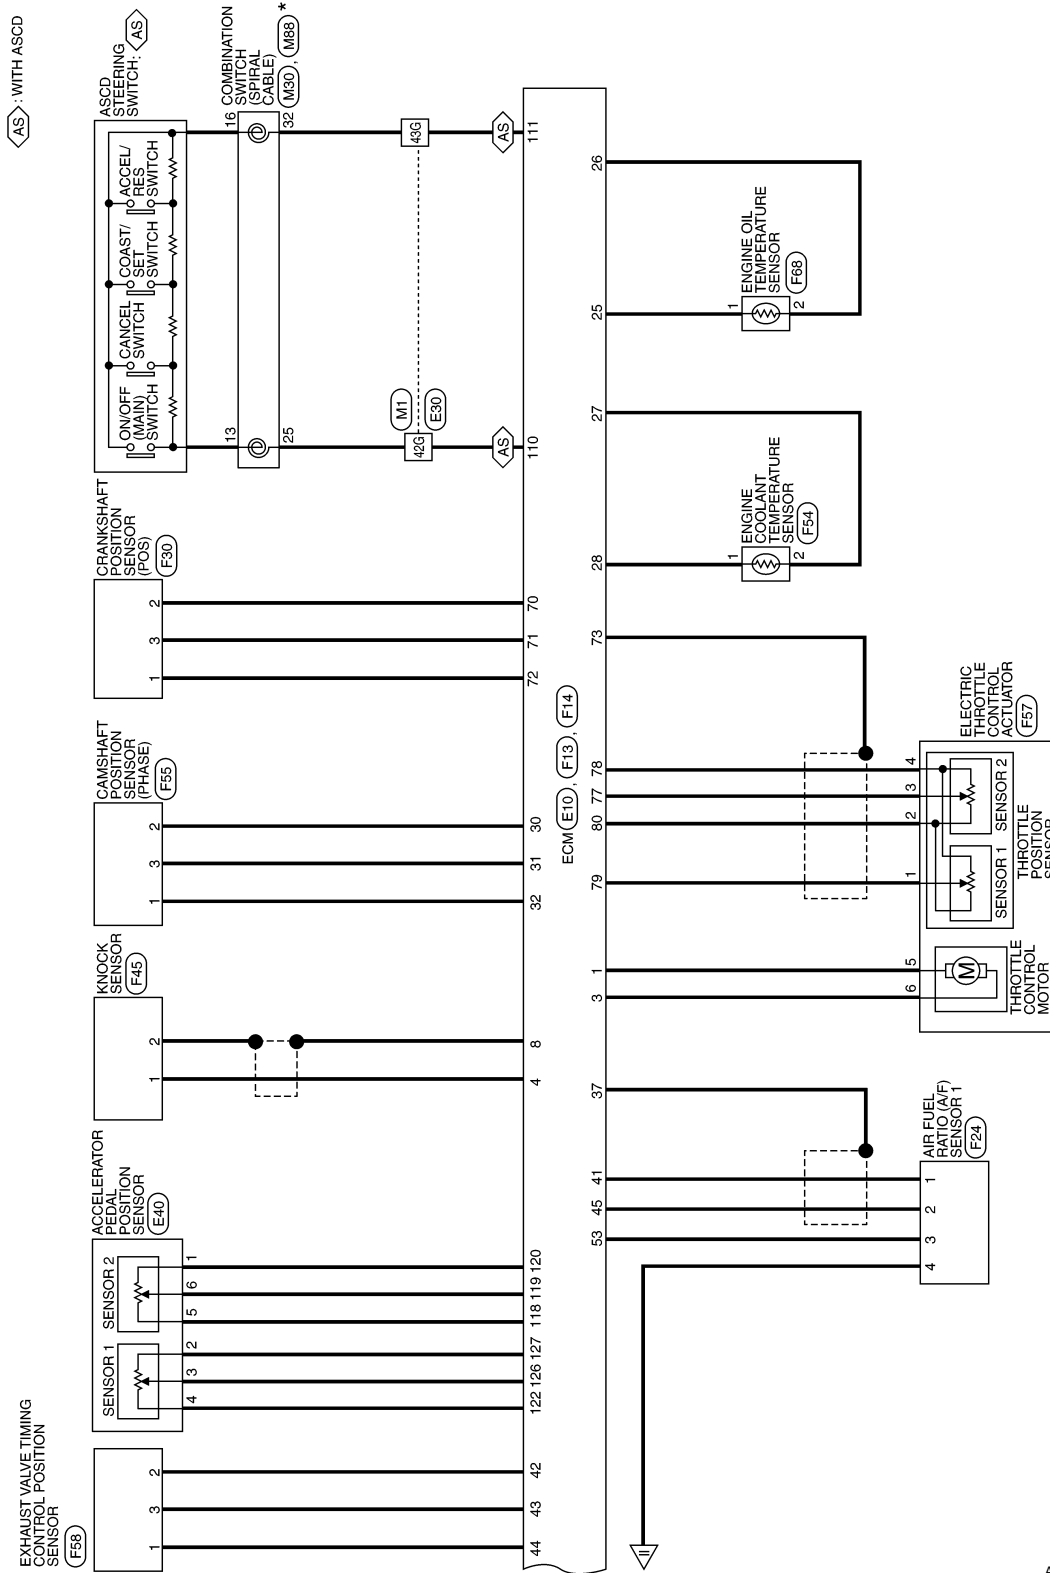 AS : WITH ASCD
EXHAUST VALVE TIMING
CONTROL POSITION
SENSOR
F58
1
3
2
44
43
42
ACCELERATOR
PEDAL
POSITION
SENSOR
E40
SENSOR 1
SENSOR 2
4
3
2
5
6
1
122
126
127
118
119
120
KNOCK
SENSOR
F45
1
2
4
8
CAMSHAFT
POSITION
SENSOR
(PHASE)
F55
1
3
2
32
31
30
CRANKSHAFT
POSITION
SENSOR
(POS)
F30
1
3
2
72
71
70
ASCD
STEERING
SWITCH: AS
ON/OFF
(MAIN)
SWITCH
CANCEL
SWITCH
COAST/
SET
SWITCH
ACCEL/
RES
SWITCH
13
16
25
32
COMBINATION
SWITCH
(SPIRAL
CABLE)
M30 , M88 *
42G
43G
M1
E30
AS
AS
110
111
ECM E10 , F13 , F14
53
45
41
37
3
1
79
80
77
78
73
28
27
25
26
II
4
3
2
1
AIR FUEL
RATIO (A/F)
SENSOR 1
F24
6
5
1
2
3
4
M
THROTTLE
CONTROL
MOTOR
SENSOR 1
SENSOR 2
THROTTLE
POSITION
ELECTRIC
THROTTLE
CONTROL
ACTUATOR
F57
1
2
ENGINE
COOLANT
TEMPERATURE
SENSOR
F54
1
2
ENGINE OIL
TEMPERATURE
SENSOR
F68